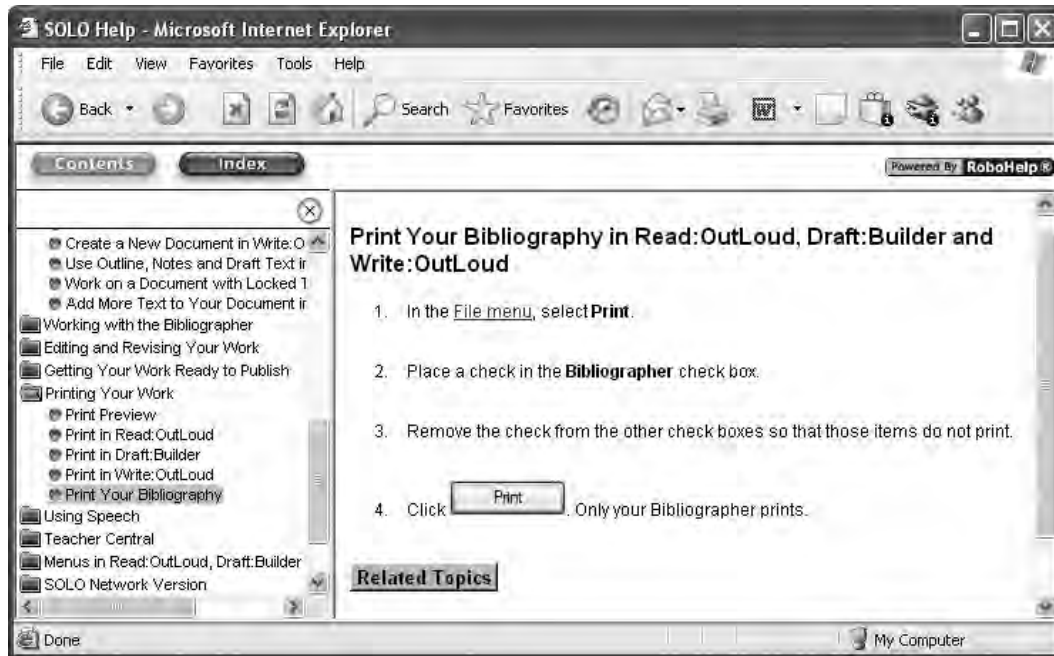 SOLO Help - Microsoft Internet Explorer
File Edit View Favorites Tools Help
Back Search Favorites
Contents Index Powered By RoboHelp®
Create a New Document in Write:O
Use Outline, Notes and Draft Text ir
Work on a Document with Locked T
Add More Text to Your Document ir
Working with the Bibliographer
Editing and Revising Your Work
Getting Your Work Ready to Publish
Printing Your Work
Print Preview
Print in Read:OutLoud
Print in Draft:Builder
Print in Write:OutLoud
Print Your Bibliography
Using Speech
Teacher Central
Menus in Read:OutLoud, Draft:Builder
SOLO Network Version
Print Your Bibliography in Read:OutLoud, Draft:Builder and
Write:OutLoud
1. In the File menu, select Print.
2. Place a check in the Bibliographer check box.
3. Remove the check from the other check boxes so that those items do not print.
4. Click Print . Only your Bibliographer prints.
Related Topics
Done My Computer